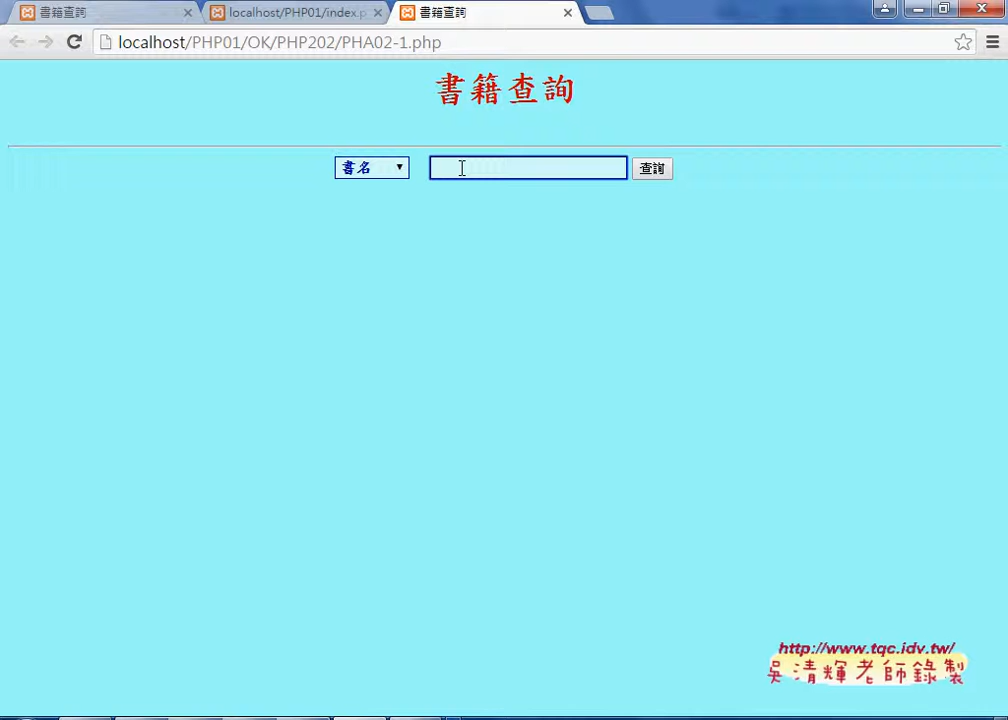 書籍查詢
localhost/PHP01/index.p
書籍查詢
localhost/PHP01/OK/PHP202/PHA02-1.php
書籍查詢
書名
查詢
http://www.tqc.idv.tw/
吳清輝老師錄製